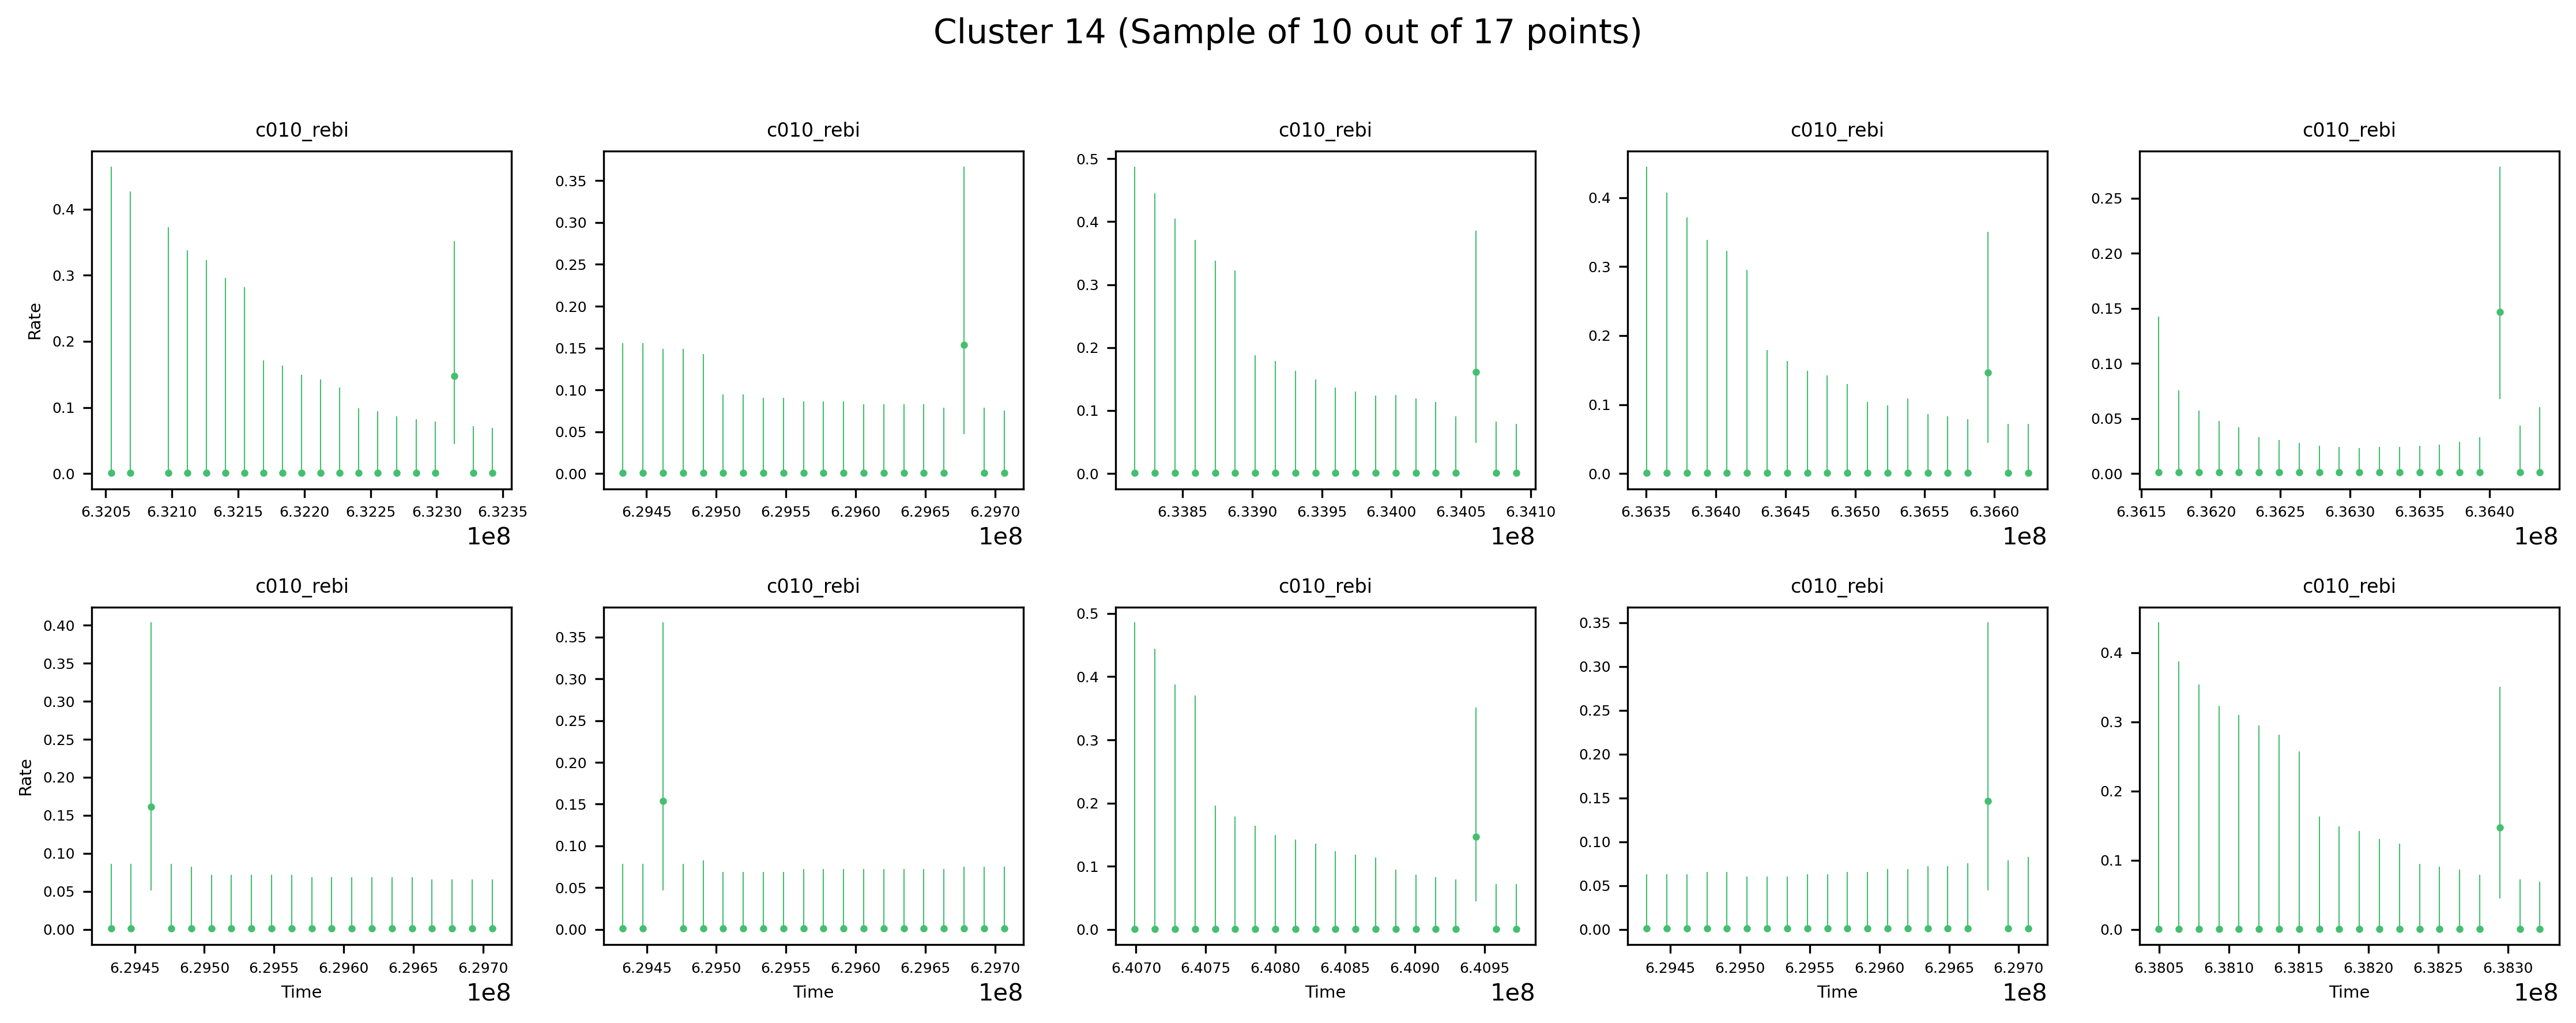 Cluster 14 (Sample of 10 out of 17 points)
c010_rebi c010_rebi c010_rebi c010_rebi c010_rebi
Rate
0.4 0.3 0.2 0.1 0.0
6.3205 6.3210 6.3215 6.3220 6.3225 6.3230 6.3235
1e8
0.35 0.30 0.25 0.20 0.15 0.10 0.05 0.00
6.2945 6.2950 6.2955 6.2960 6.2965 6.2970
1e8
0.5 0.4 0.3 0.2 0.1 0.0
6.3385 6.3390 6.3395 6.3400 6.3405 6.3410
1e8
0.4 0.3 0.2 0.1 0.0
6.3635 6.3640 6.3645 6.3650 6.3655 6.3660
1e8
0.25 0.20 0.15 0.10 0.05 0.00
6.3615 6.3620 6.3625 6.3630 6.3635 6.3640
1e8
c010_rebi c010_rebi c010_rebi c010_rebi c010_rebi
Rate
0.40 0.35 0.30 0.25 0.20 0.15 0.10 0.05 0.00
6.2945 6.2950 6.2955 6.2960 6.2965 6.2970
Time
1e8
0.35 0.30 0.25 0.20 0.15 0.10 0.05 0.00
6.2945 6.2950 6.2955 6.2960 6.2965 6.2970
Time
1e8
0.5 0.4 0.3 0.2 0.1 0.0
6.4070 6.4075 6.4080 6.4085 6.4090 6.4095
Time
1e8
0.35 0.30 0.25 0.20 0.15 0.10 0.05 0.00
6.2945 6.2950 6.2955 6.2960 6.2965 6.2970
Time
1e8
0.4 0.3 0.2 0.1 0.0
6.3805 6.3810 6.3815 6.3820 6.3825 6.3830
Time
1e8